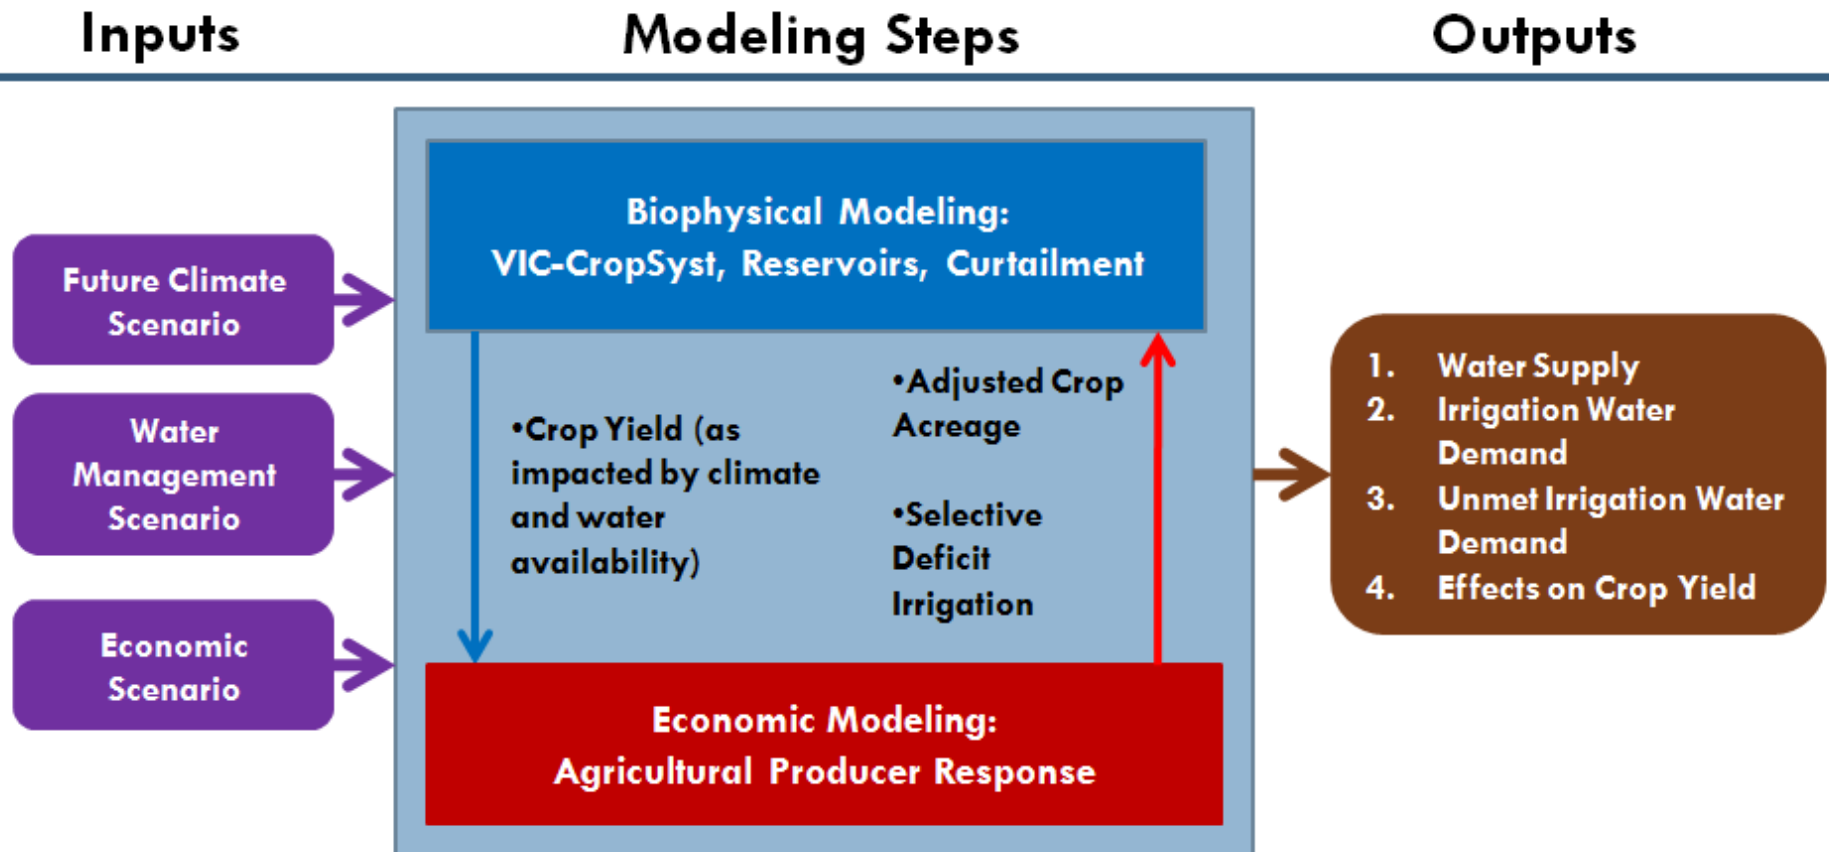 Inputs
Modeling Steps
Outputs
Future Climate
Scenario
Water
Management
Scenario
Economic
Scenario
Biophysical Modeling:
VIC-CropSyst, Reservoirs, Curtailment
•Crop Yield (as
impacted by climate
and water
availability)
•Adjusted Crop
Acreage
•Selective
Deficit
Irrigation
Economic Modeling:
Agricultural Producer Response
1. Water Supply
2. Irrigation Water
Demand
3. Unmet Irrigation Water
Demand
4. Effects on Crop Yield